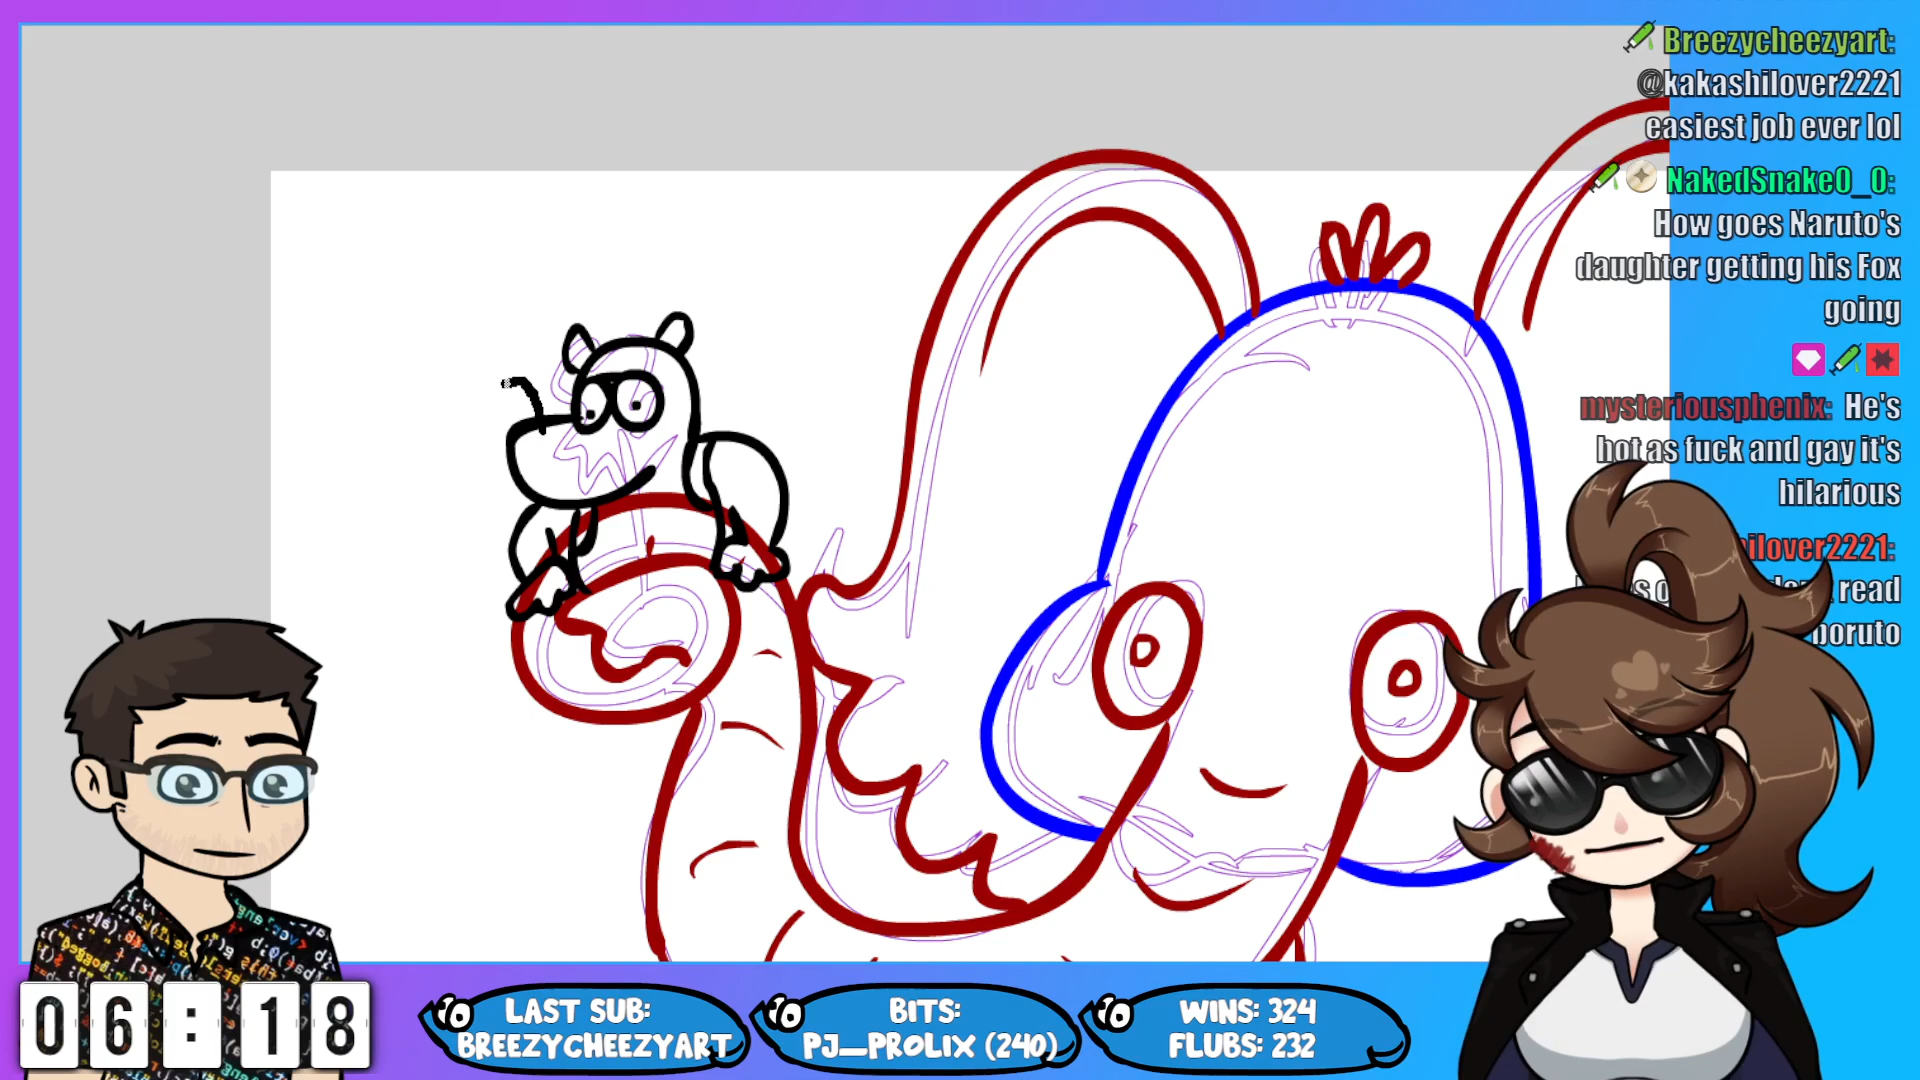 Breezycheezyart:
@kakashilover2221
easiest job ever lol
NakedSnake0_0:
How goes Naruto's
daughter getting his Fox
going
mysteriousphenix: He's
hot as fuck and gay it's
hilarious
ilover2221:
read
boruto
06:18
LAST SUB:
BREEZYCHEEZYART
BITS:
PJ_PROLIX (240)
WINS: 324
FLUBS: 232